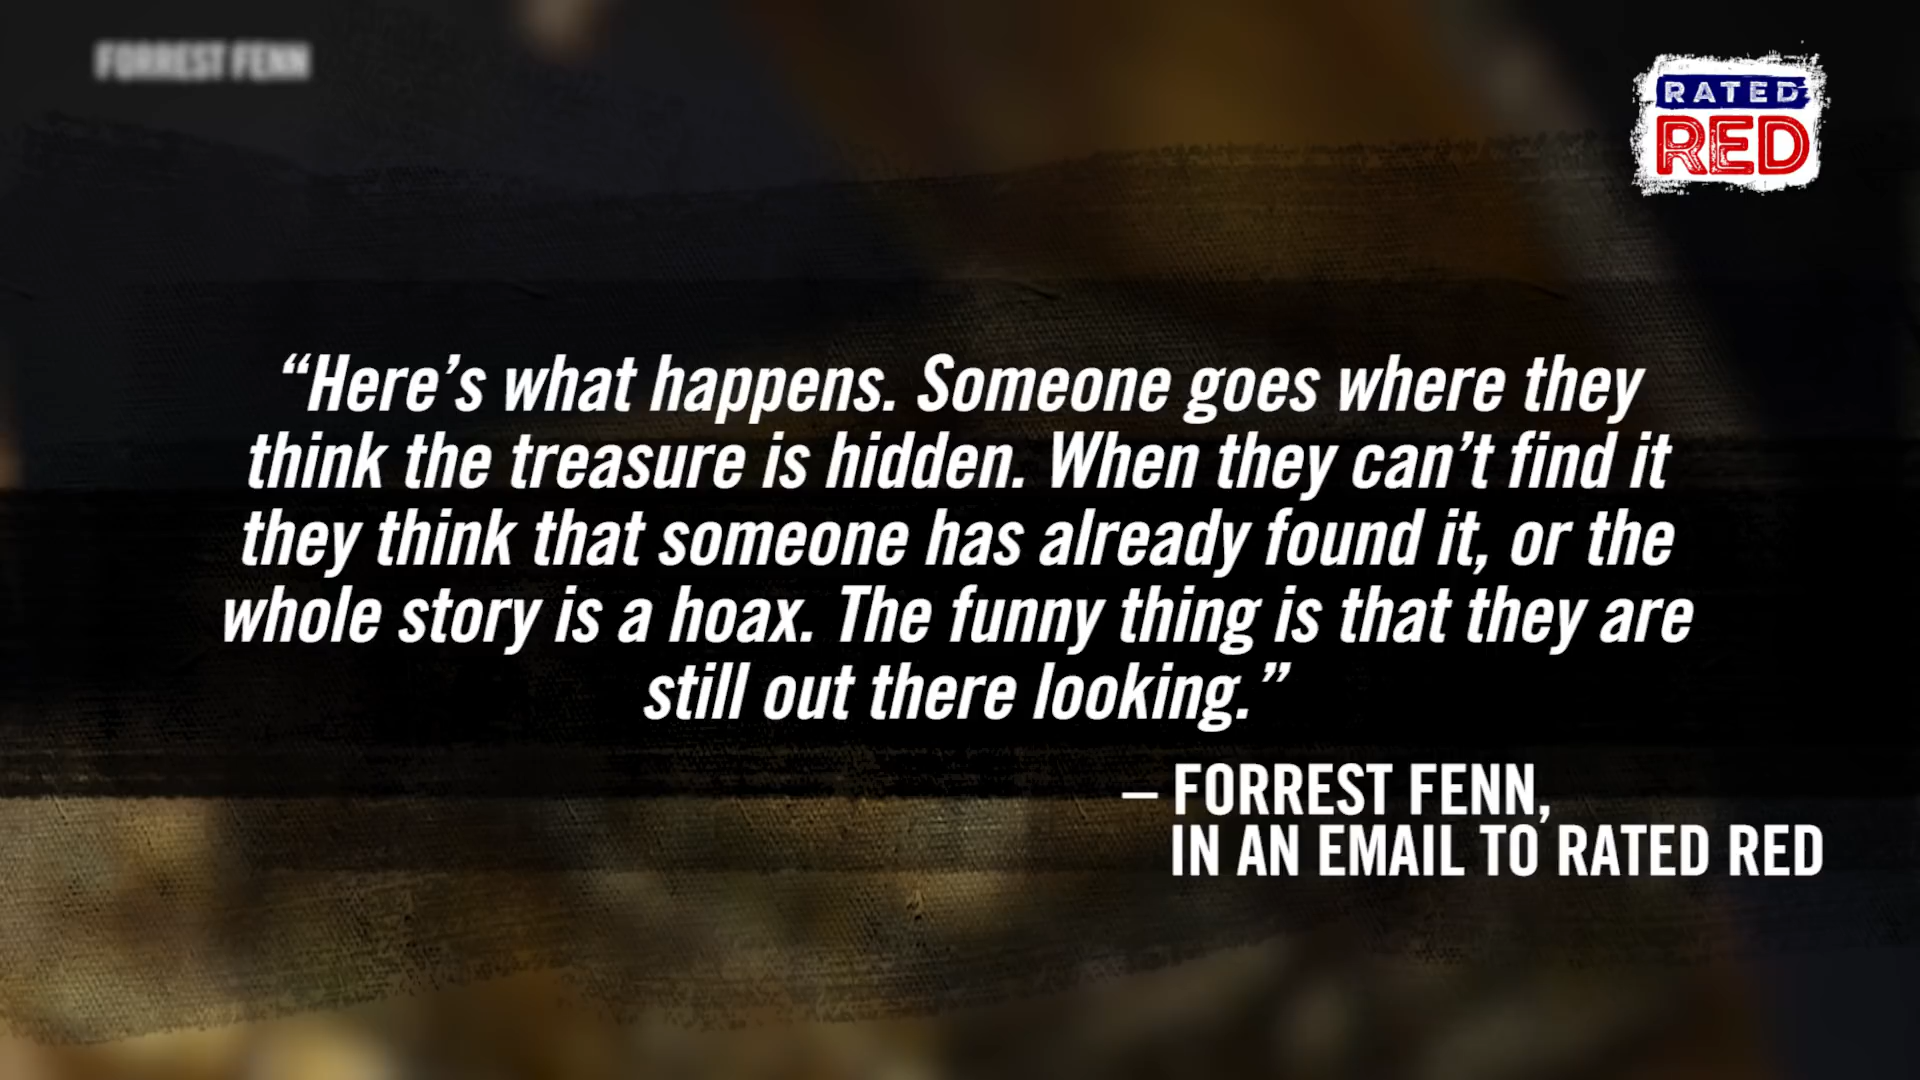 FORREST FENN
RATED
RED
“Here’s what happens. Someone goes where they
think the treasure is hidden. When they can’t find it
they think that someone has already found it, or the
whole story is a hoax. The funny thing is that they are
still out there looking.”
– FORREST FENN,
IN AN EMAIL TO RATED RED